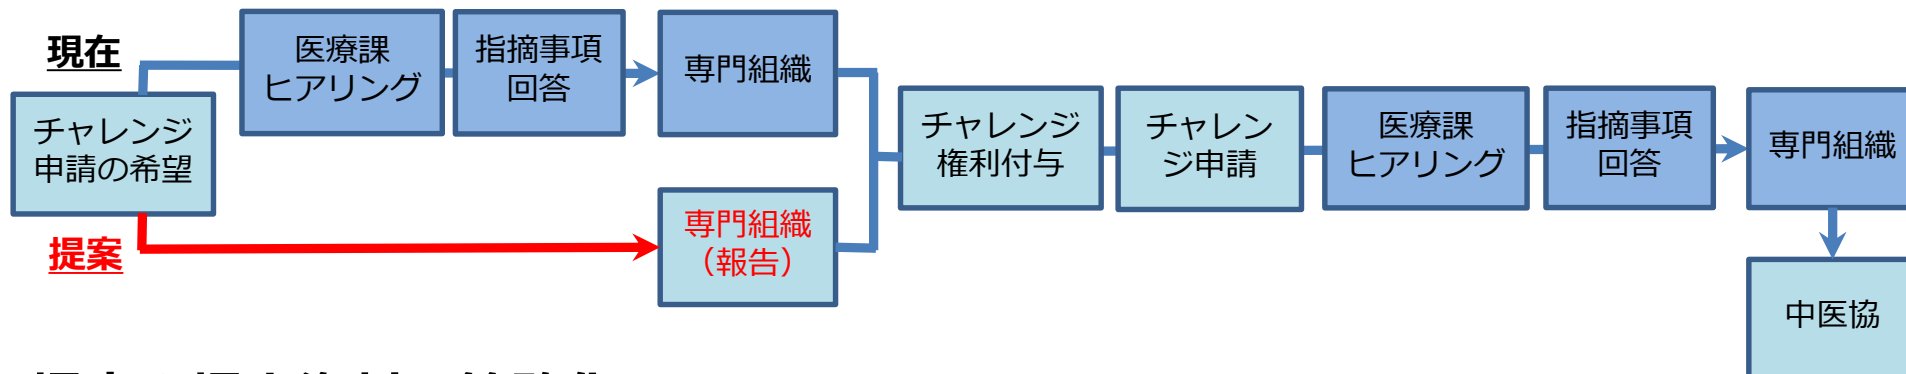 現在
医療課
ヒアリング
指摘事項
回答
専門組織
チャレンジ
申請の希望
提案
専門組織
（報告）
チャレンジ
権利付与
チャレン
ジ申請
医療課
ヒアリング
指摘事項
回答
専門組織
中医協